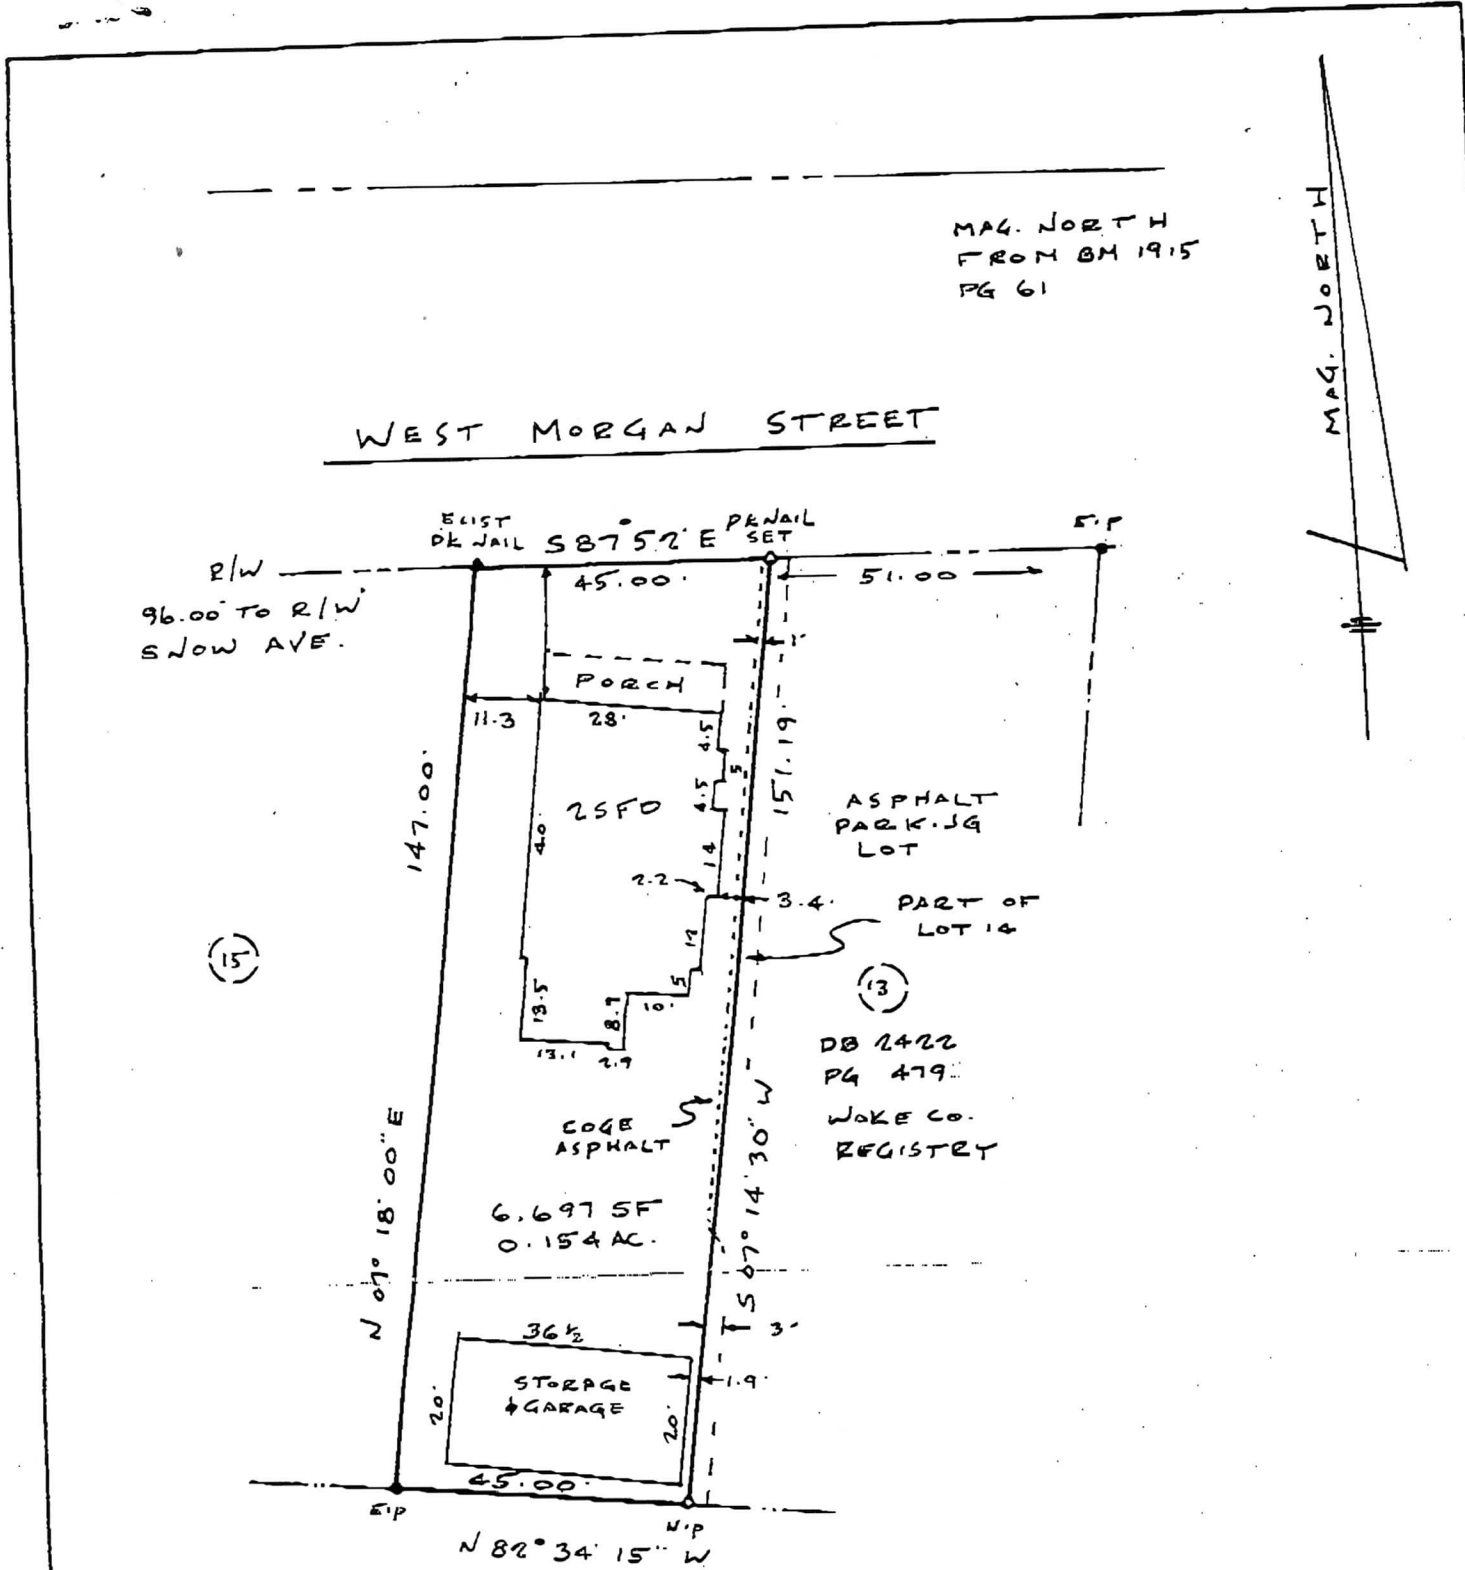 MAG. NORTH
FROM BM 1915
PG 61
MAG. NORTH
WEST MORGAN STREET
EXIST
PK NAIL
S 87° 52' E
PK NAIL
SET
E.I.P
R/W
45.00'
51.00
96.00' TO R/W
SNOW AVE.
1'
PORCH
11.3
28'
4.5
5
4.5
151.19'
147.00'
40
2SFD
14
ASPHALT
PARKING
LOT
2.2
3.4'
PART OF
LOT 14
15
12
13
13.5
8.9
10'
5
13.1
2.9
DB 2422
PG 479
WAKE CO.
REGISTRY
EDGE
ASPHALT
N 07° 18' 00" E
S 07° 14' 30" W
6,697 SF
0.154 AC.
3'
36 1/2
STORAGE
& GARAGE
1.9'
20'
20'
45.00'
E.I.P
N.I.P
N 82° 34' 15" W